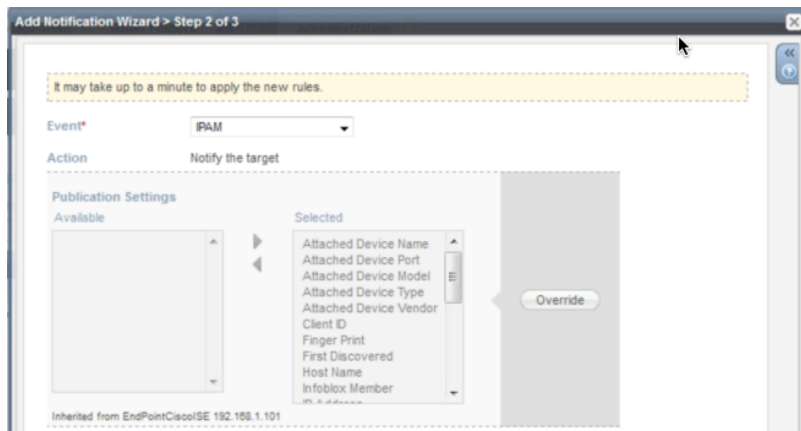 Add Notification Wizard > Step 2 of 3
It may take up to a minute to apply the new rules.
Event* IPAM
Action Notify the target
Publication Settings
Available Selected
Attached Device Name
Attached Device Port
Attached Device Model
Attached Device Type
Attached Device Vendor
Client ID
Finger Print
First Discovered
Host Name
Infoblox Member
IP Address
Override
Inherited from EndPointCiscoISE 192.168.1.101